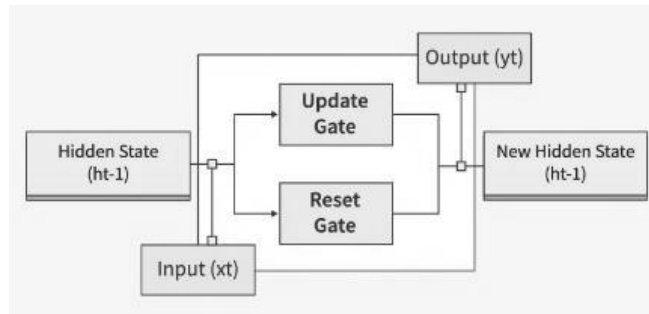 Output (yt)
Update
Gate
Hidden State
(ht-1)
New Hidden State
(ht-1)
Reset
Gate
Input (xt)